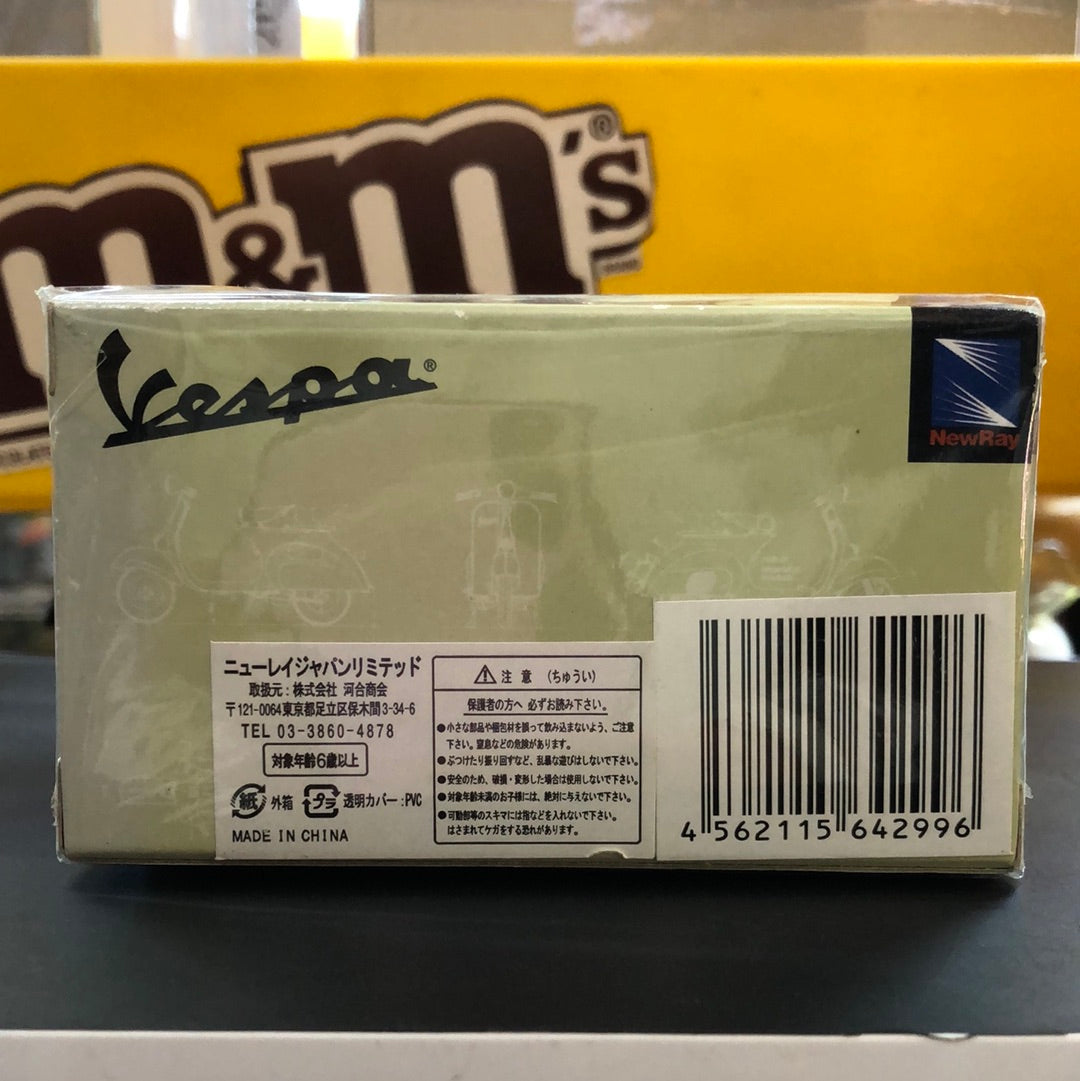 m&m's®
Vespa®
NewRay
ニューレイジャパンリミテッド
取扱元：株式会社 河合商会
〒121-0064東京都足立区保木間3-34-6
TEL 03-3860-4878
対象年齢6歳以上
紙 外箱 プラ 透明カバー：PVC
MADE IN CHINA
注 意 （ちゅうい）
保護者の方へ 必ずお読み下さい。
●小さな部品や梱包材を誤って飲み込まないよう、ご注意
下さい。窒息などの危険があります。
●ぶつけたり振り回すなど、乱暴な遊びはしないで下さい。
●安全のため、破損・変形した場合は使用しないで下さい。
●対象年齢未満のお子様には、絶対に与えないで下さい。
●可動部等のスキマには指などを入れないで下さい。
はさまれてケガをする恐れがあります。
4 562115 642996